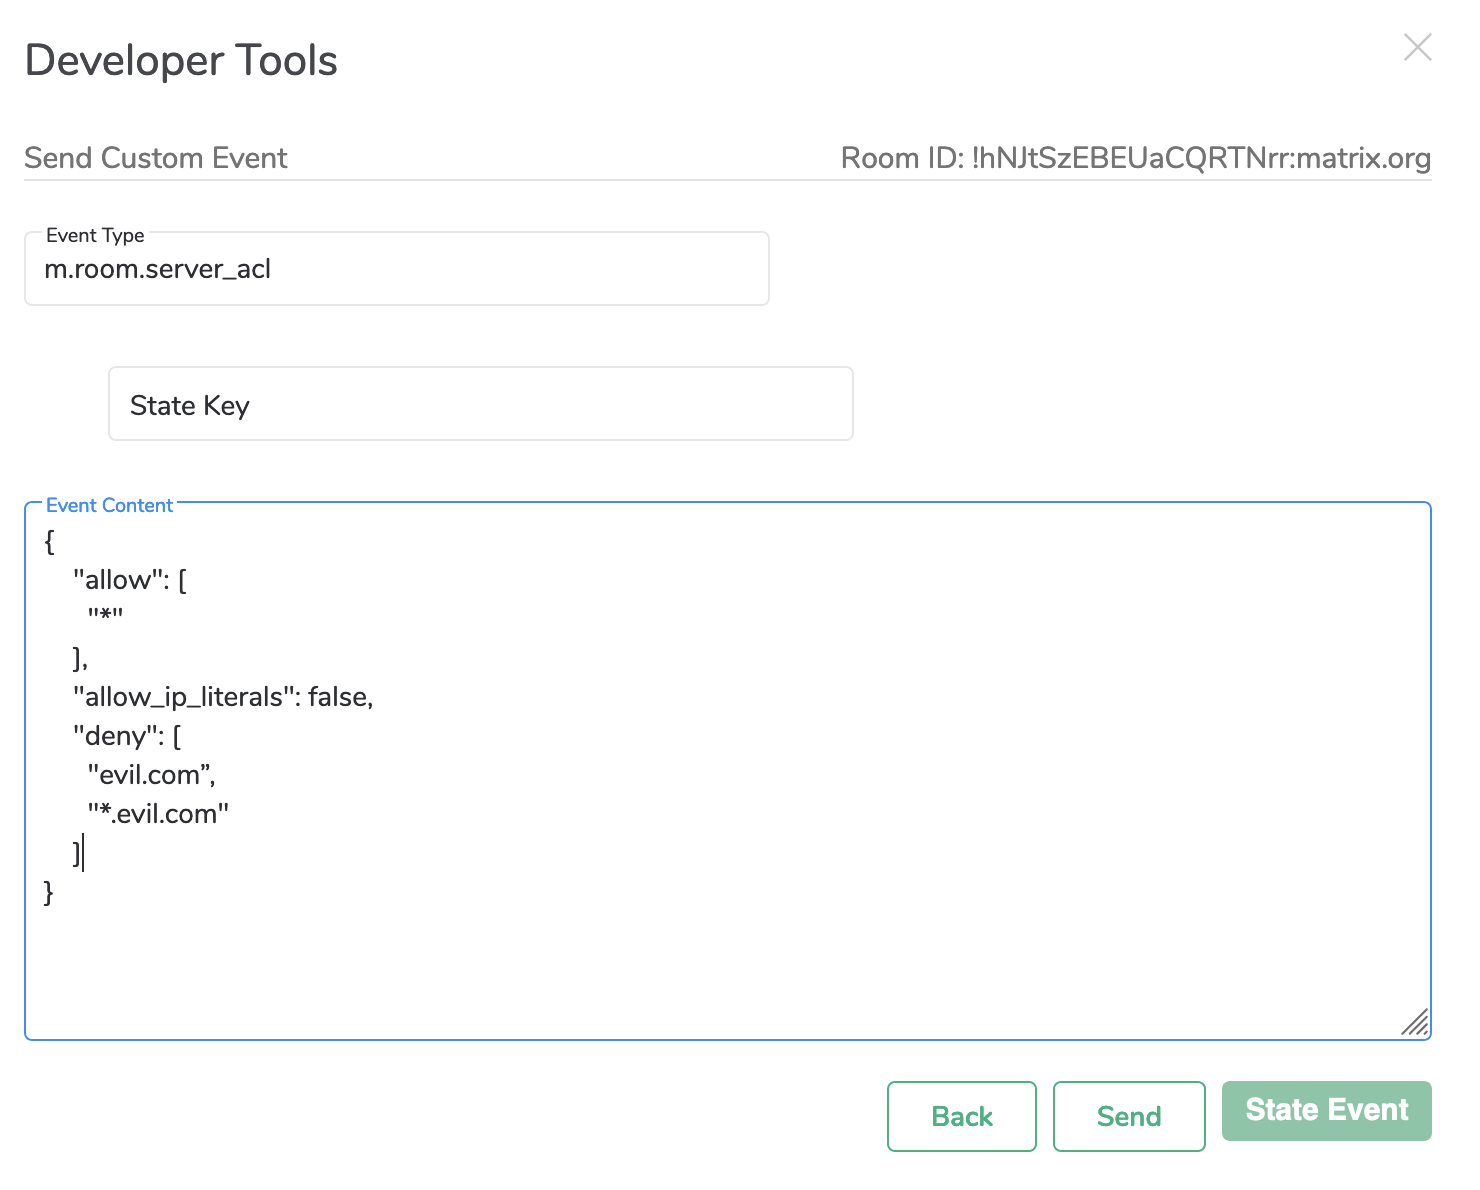 Developer Tools
Send Custom Event
Room ID: !hNJtSzEBEUaCQRTNrr:matrix.org
Event Type
m.room.server_acl
State Key
Event Content
{
"allow": [
"*"
],
"allow_ip_literals": false,
"deny": [
"evil.com”,
"*.evil.com"
]
}
Back
Send
State Event